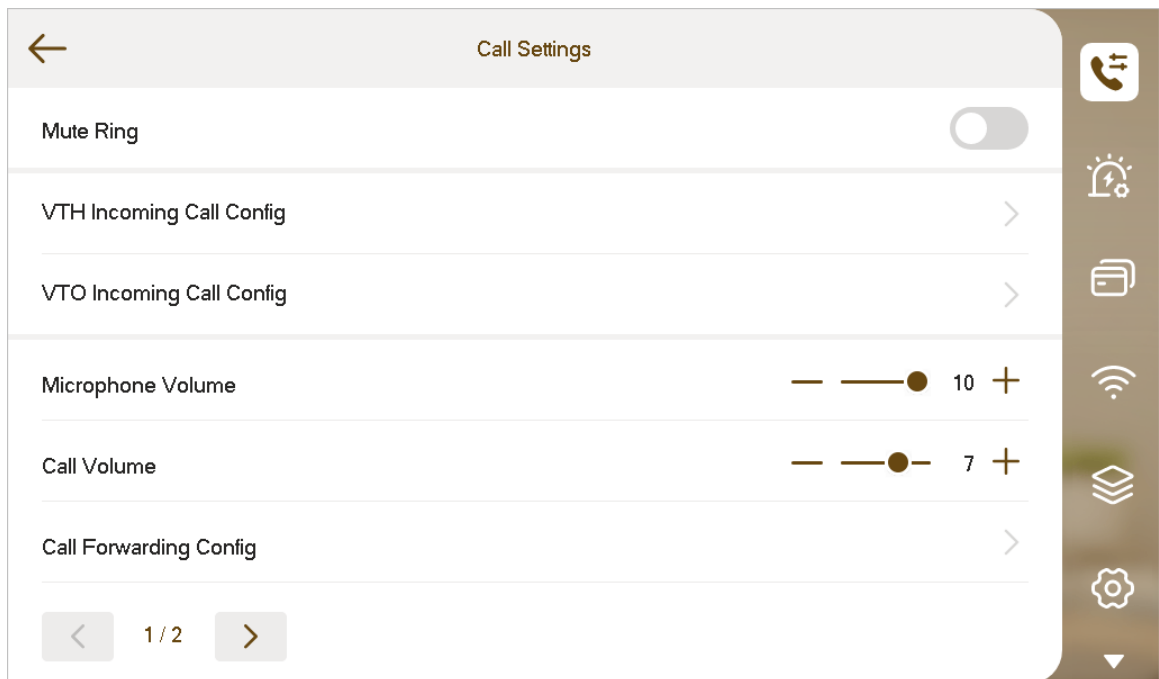 Call Settings
Mute Ring
VTH Incoming Call Config
VTO Incoming Call Config
Microphone Volume 10
Call Volume 7
Call Forwarding Config
1 / 2